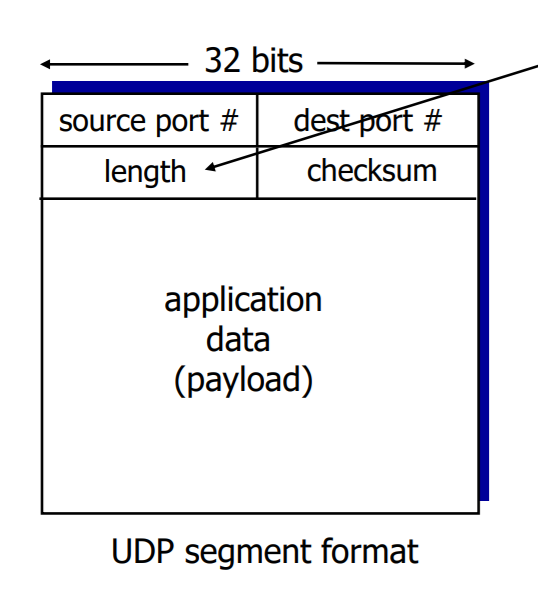 32 bits
source port # dest port #
length checksum
application
data
(payload)
UDP segment format